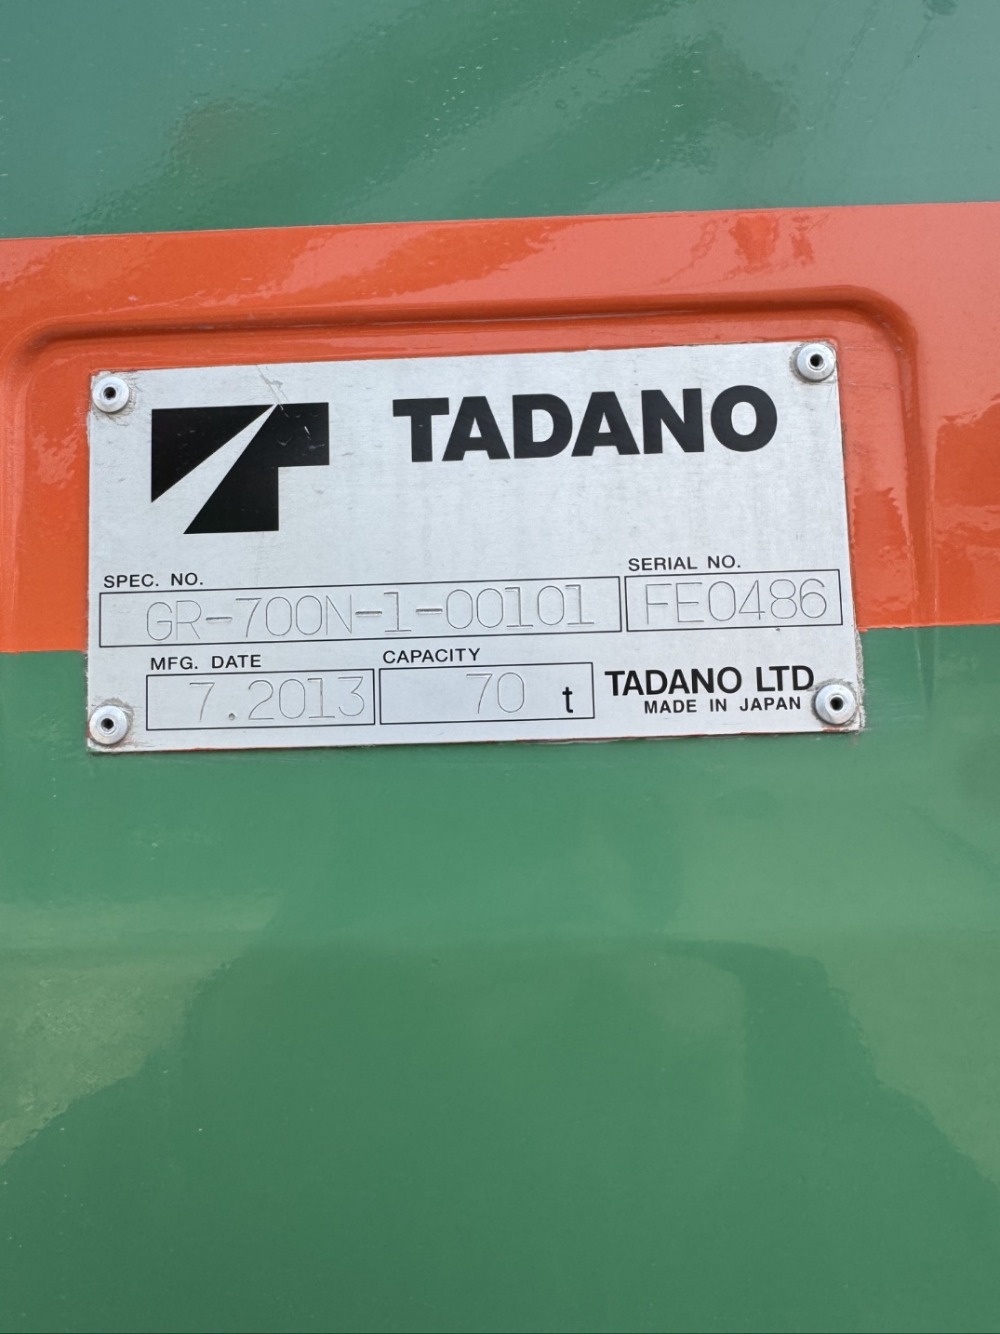 TADANO
SPEC. NO.
GR-700N-1-00101
SERIAL NO.
FE0486
MFG. DATE
7.2013
CAPACITY
70 t
TADANO LTD
MADE IN JAPAN